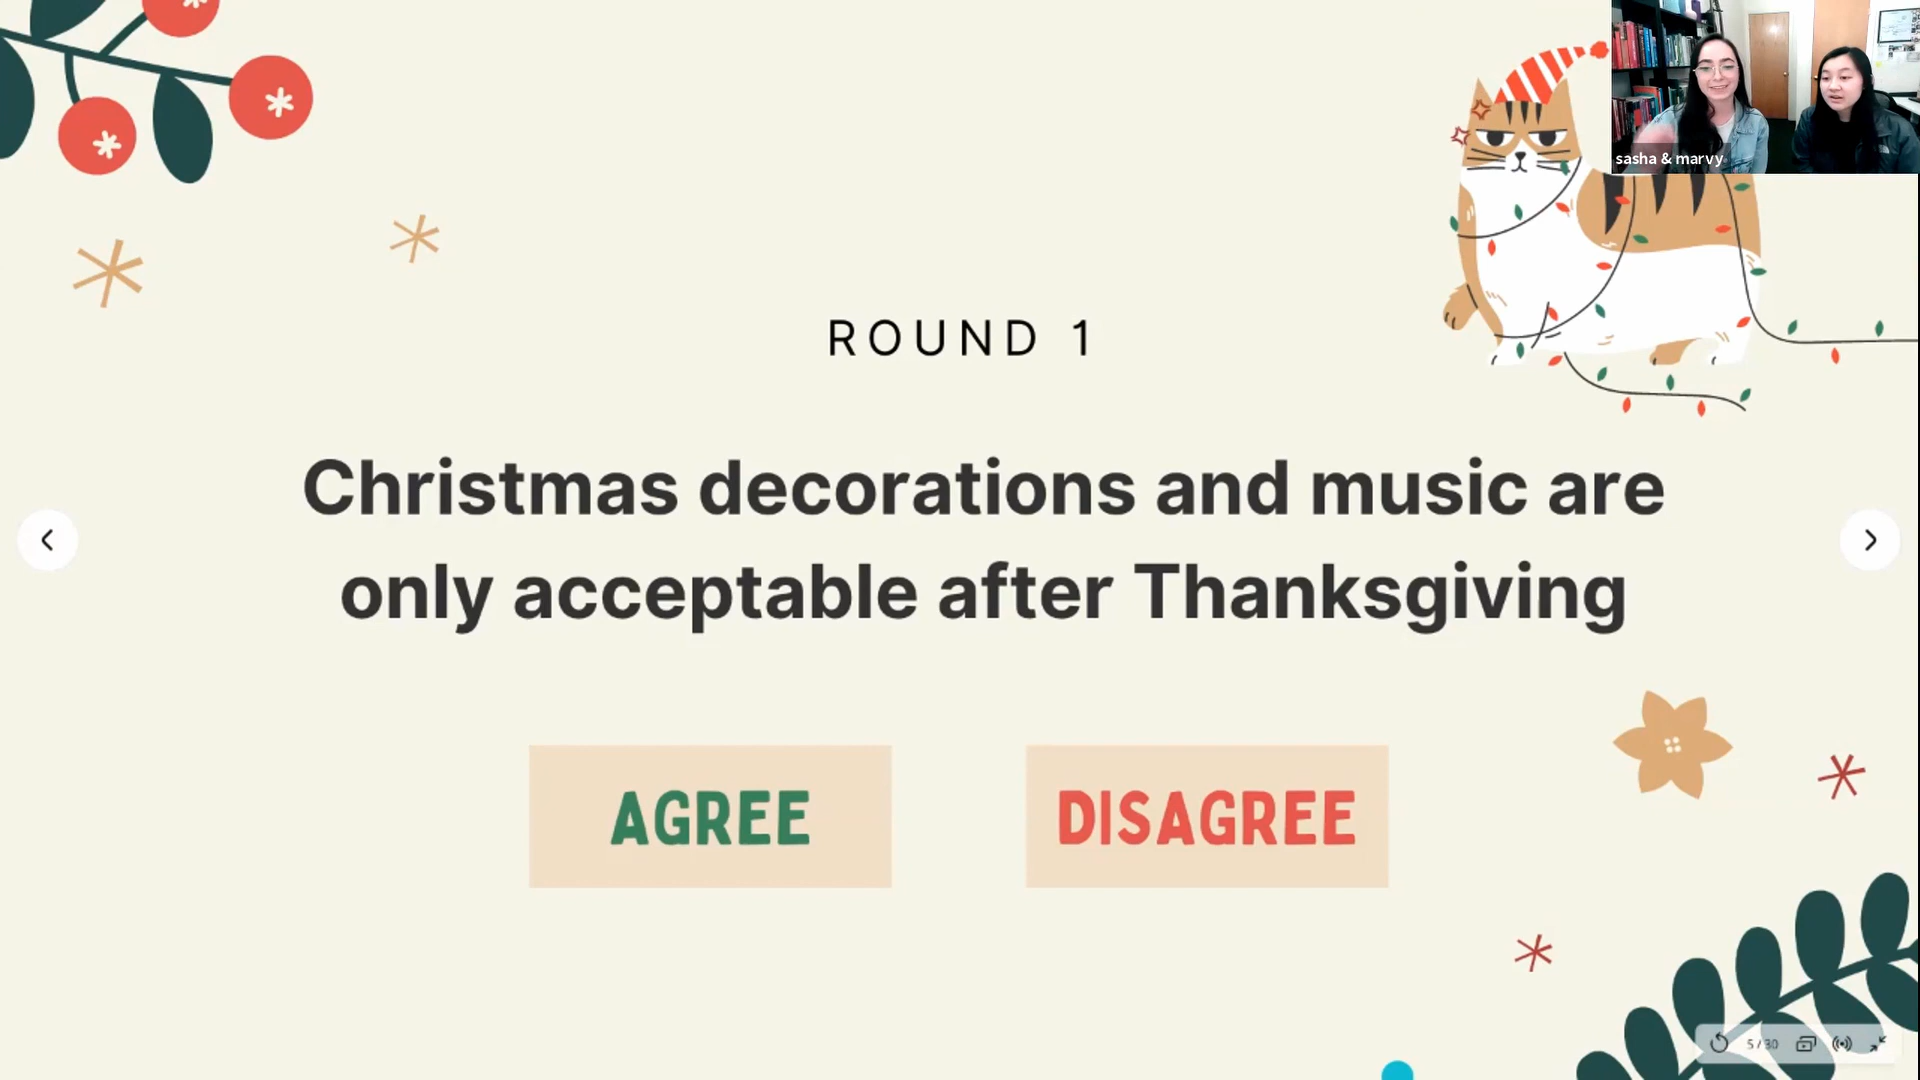 sasha & marvy
ROUND 1
Christmas decorations and music are
only acceptable after Thanksgiving
AGREE
DISAGREE
5 / 30